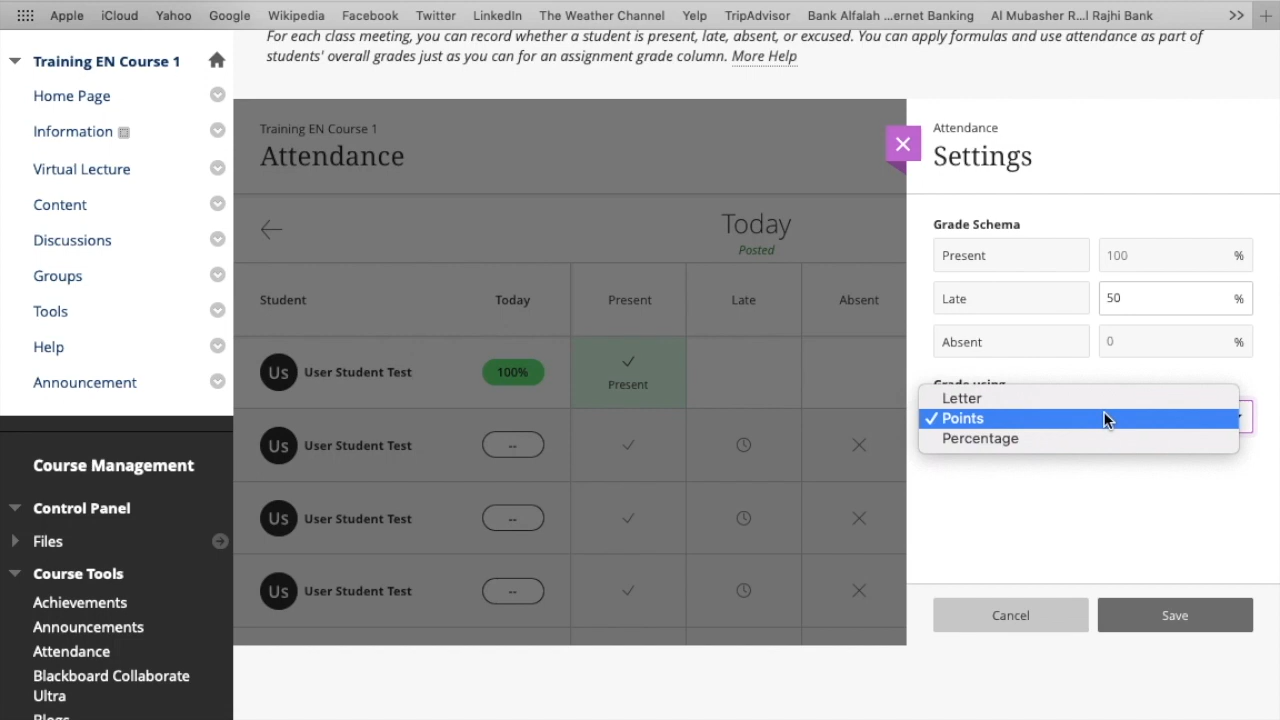 Apple iCloud Yahoo Google Wikipedia Facebook Twitter LinkedIn The Weather Channel Yelp TripAdvisor Bank Alfalah ...ernet Banking Al Mubasher R...l Rajhi Bank >> +
For each class meeting, you can record whether a student is present, late, absent, or excused. You can apply formulas and use attendance as part of
students' overall grades just as you can for an assignment grade column. More Help
Training EN Course 1
Home Page
Information
Virtual Lecture
Content
Discussions
Groups
Tools
Help
Announcement
Course Management
Control Panel
Files
Course Tools
Achievements
Announcements
Attendance
Blackboard Collaborate
Ultra
Blogs
Training EN Course 1
Attendance
Today
Posted
Student Today Present Late Absent
Us User Student Test 100% Present
Us User Student Test --
Us User Student Test --
Us User Student Test --
Attendance
Settings
Grade Schema
Present 100 %
Late 50 %
Absent 0 %
Grade using
Letter
Points
Percentage
Cancel Save